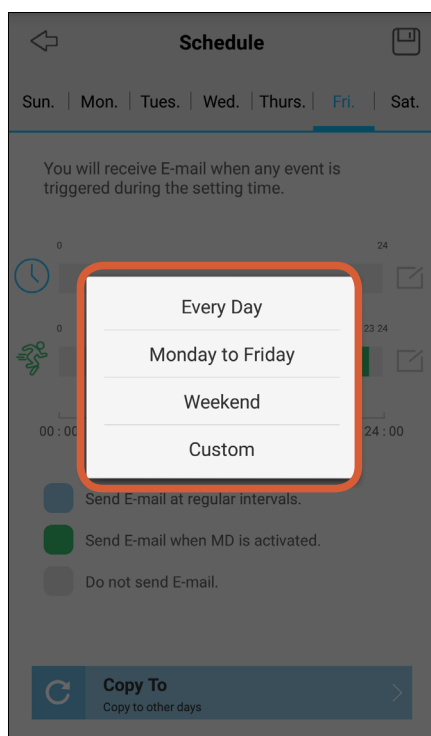 Schedule
Sun. Mon. Tues. Wed. Thurs. Fri. Sat.
You will receive E-mail when any event is
triggered during the setting time.
0 24
0 23 24
Every Day
Monday to Friday
Weekend
Custom
00 : 00 24 : 00
Send E-mail at regular intervals.
Send E-mail when MD is activated.
Do not send E-mail.
Copy To
Copy to other days